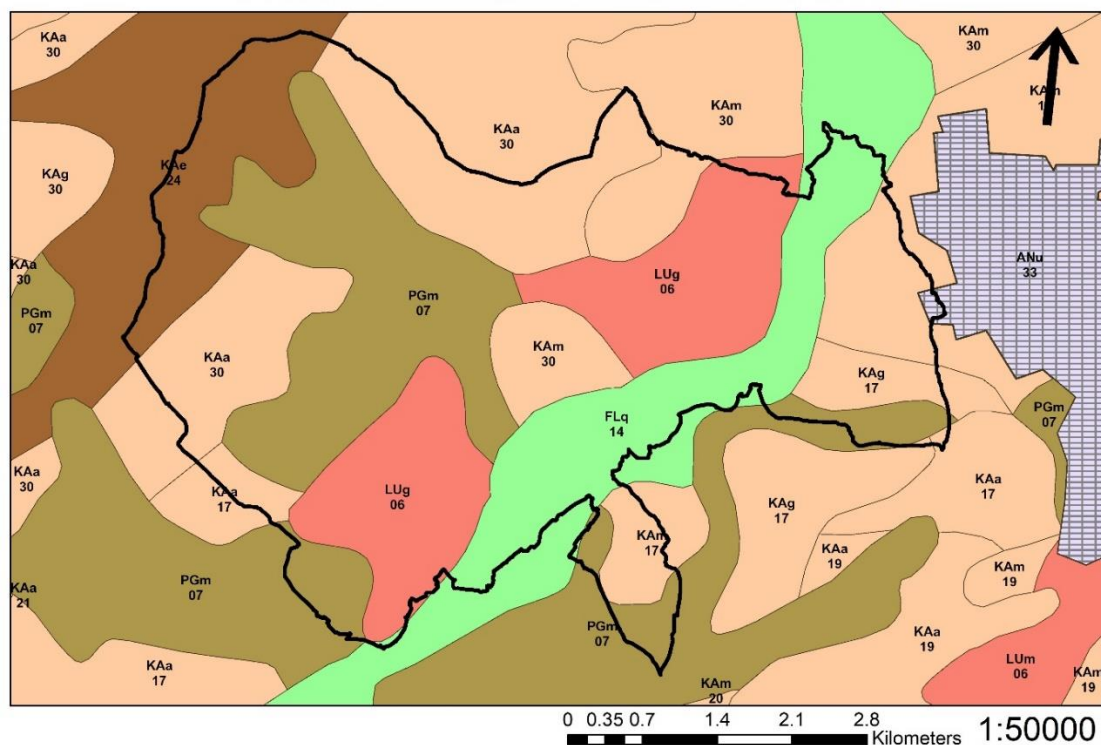 KAa
30
KAm
30
KAm
1
KAa
30
KAm
30
KAe
24
KAg
30
ANu
33
KAa
30
PGm
07
PGm
07
LUg
06
KAa
30
KAm
30
KAg
17
FLq
14
PGm
07
KAa
30
KAa
17
LUg
06
KAg
17
KAa
17
KAm
17
KAa
19
KAm
19
KAa
21
PGm
07
PGm
07
KAa
19
KAa
17
LUm
06
KAm
19
KAm
20
0 0.35 0.7 1.4 2.1 2.8
Kilometers
1:50000